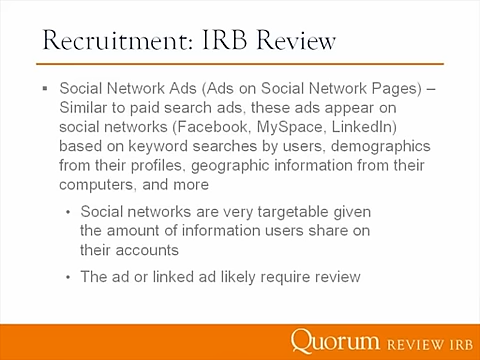 Recruitment: IRB Review
▪ Social Network Ads (Ads on Social Network Pages) –
Similar to paid search ads, these ads appear on
social networks (Facebook, MySpace, LinkedIn)
based on keyword searches by users, demographics
from their profiles, geographic information from their
computers, and more
• Social networks are very targetable given
the amount of information users share on
their accounts
• The ad or linked ad likely require review
Quorum REVIEW IRB